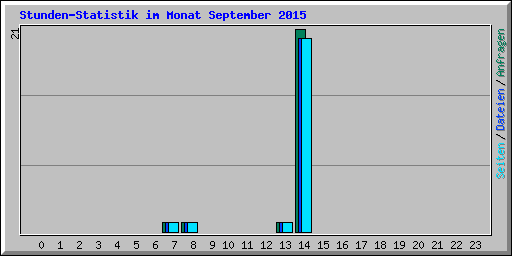 Stunden-Statistik im Monat September 2015
21
Seiten/Dateien/Anfragen
0 1 2 3 4 5 6 7 8 9 10 11 12 13 14 15 16 17 18 19 20 21 22 23